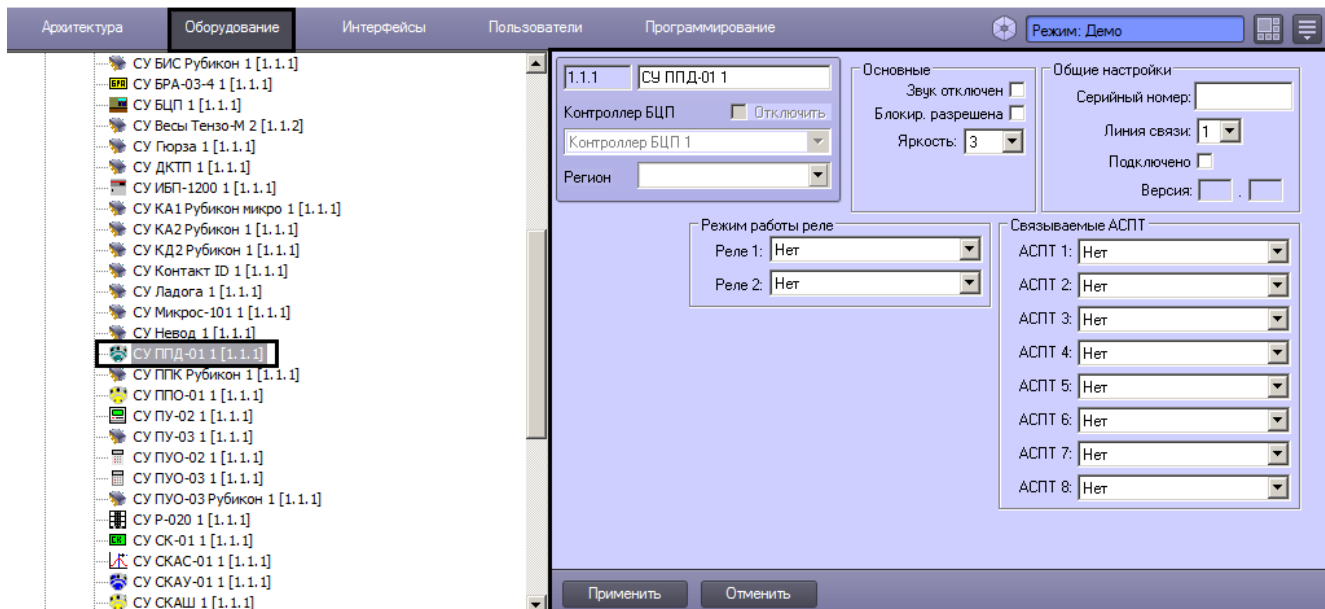 Архитектура Оборудование Интерфейсы Пользователи Программирование Режим: Демо
СУ БИС Рубикон 1 [1.1.1]
СУ БРА-03-4 1 [1.1.1]
СУ БЦП 1 [1.1.1]
СУ Весы Тензо-М 2 [1.1.2]
СУ Гюрза 1 [1.1.1]
СУ ДКТП 1 [1.1.1]
СУ ИБП-1200 1 [1.1.1]
СУ КА1 Рубикон микро 1 [1.1.1]
СУ КА2 Рубикон 1 [1.1.1]
СУ КД2 Рубикон 1 [1.1.1]
СУ Контакт ID 1 [1.1.1]
СУ Ладога 1 [1.1.1]
СУ Микрос-101 1 [1.1.1]
СУ Невод 1 [1.1.1]
СУ ППД-01 1 [1.1.1]
СУ ППК Рубикон 1 [1.1.1]
СУ ППО-01 1 [1.1.1]
СУ ПУ-02 1 [1.1.1]
СУ ПУ-03 1 [1.1.1]
СУ ПУО-02 1 [1.1.1]
СУ ПУО-03 1 [1.1.1]
СУ ПУО-03 Рубикон 1 [1.1.1]
СУ Р-020 1 [1.1.1]
СУ СК-01 1 [1.1.1]
СУ СКАС-01 1 [1.1.1]
СУ СКАУ-01 1 [1.1.1]
СУ СКАШ 1 [1.1.1]
1.1.1 СУ ППД-01 1
Контроллер БЦП Отключить
Контроллер БЦП 1
Регион
Основные
Звук отключен
Блокир. разрешена
Яркость: 3
Общие настройки
Серийный номер:
Линия связи: 1
Подключено
Версия: .
Режим работы реле
Реле 1: Нет
Реле 2: Нет
Связываемые АСПТ
АСПТ 1: Нет
АСПТ 2: Нет
АСПТ 3: Нет
АСПТ 4: Нет
АСПТ 5: Нет
АСПТ 6: Нет
АСПТ 7: Нет
АСПТ 8: Нет
Применить Отменить